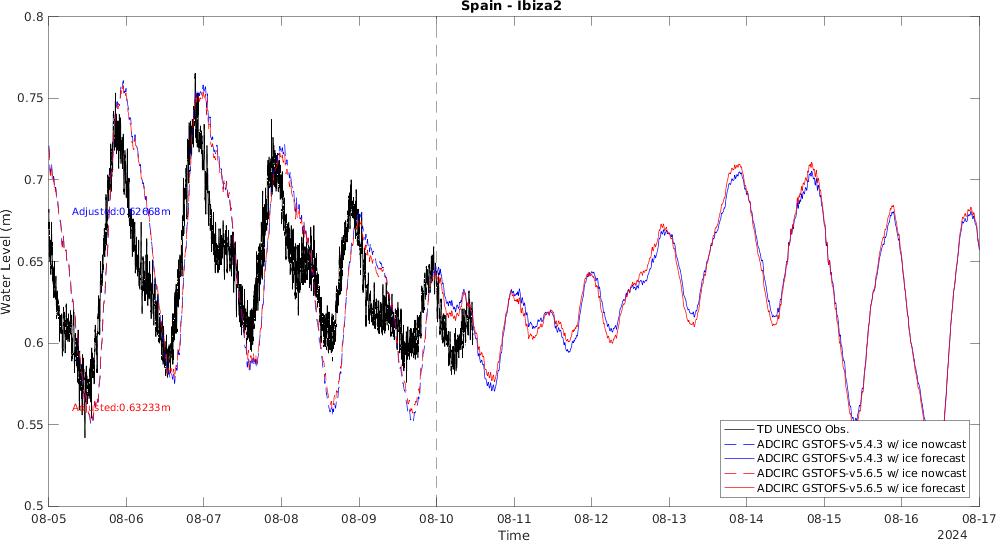 Spain - Ibiza2
Water Level (m)
0.8
0.75
0.7
0.65
0.6
0.55
0.5
Adjusted:0.62668m
Adjusted:0.63233m
TD UNESCO Obs.
ADCIRC GSTOFS-v5.4.3 w/ ice nowcast
ADCIRC GSTOFS-v5.4.3 w/ ice forecast
ADCIRC GSTOFS-v5.6.5 w/ ice nowcast
ADCIRC GSTOFS-v5.6.5 w/ ice forecast
08-05 08-06 08-07 08-08 08-09 08-10 08-11 08-12 08-13 08-14 08-15 08-16 08-17
Time
2024